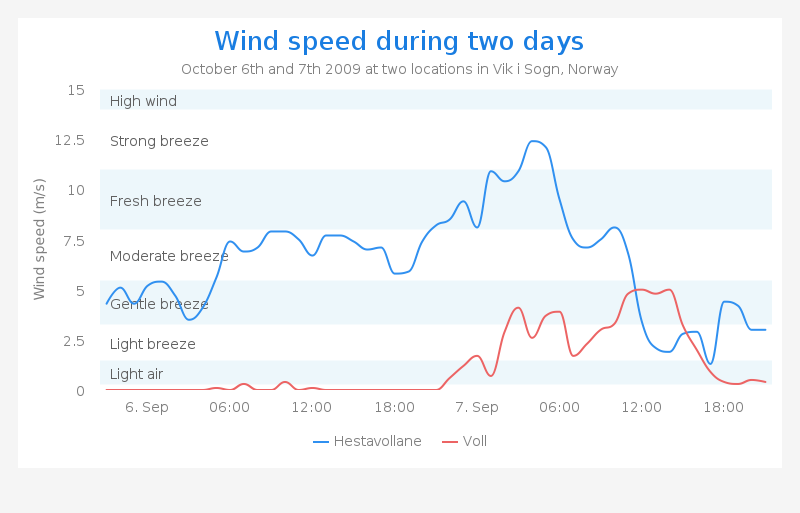 Wind speed during two days
October 6th and 7th 2009 at two locations in Vik i Sogn, Norway
Wind speed (m/s)
15
12.5
10
7.5
5
2.5
0
High wind
Strong breeze
Fresh breeze
Moderate breeze
Gentle breeze
Light breeze
Light air
6. Sep 06:00 12:00 18:00 7. Sep 06:00 12:00 18:00
Hestavollane Voll